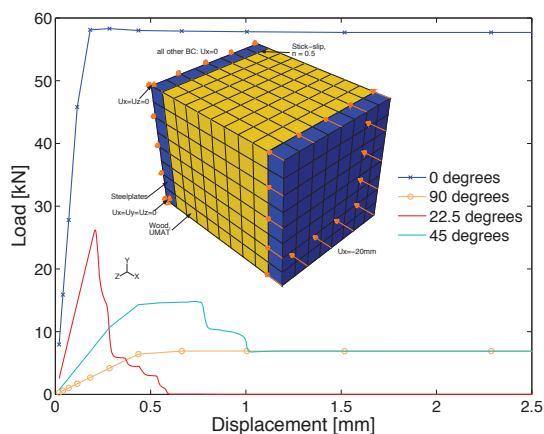 Load [kN]
60
50
40
30
20
10
0
0
0.5
1.0
1.5
2
2.5
Displacement [mm]
all other BC: Ux=0
Stick-slip,
n = 0.5
Ux=Uz=0
Steelplates
Ux=Uy=Uz=0
Wood,
UMAT
Ux=-20mm
Y
Z
X
0 degrees
90 degrees
22.5 degrees
45 degrees